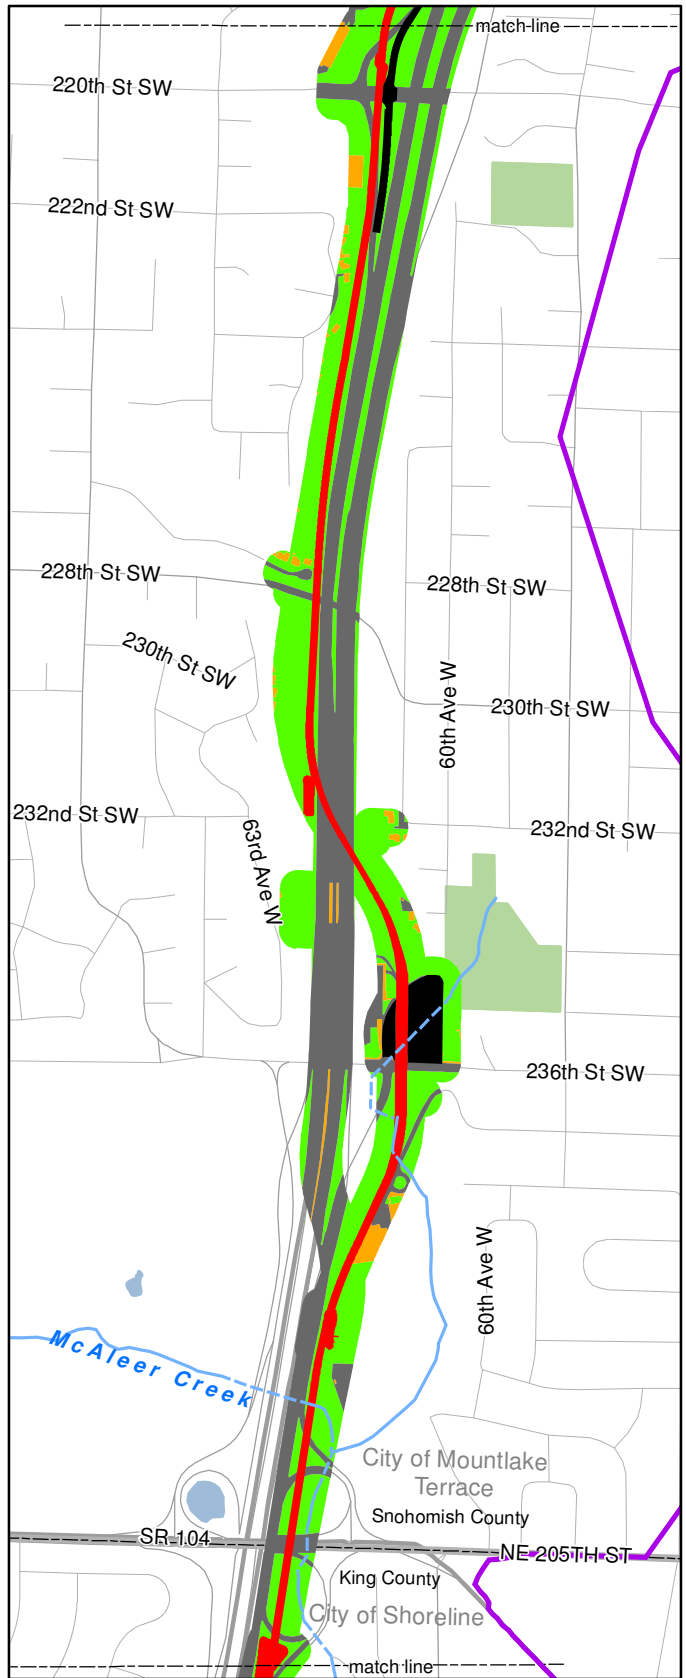 match line
220th St SW
222nd St SW
228th St SW
228th St SW
230th St SW
60th Ave W
230th St SW
232nd St SW
63rd Ave W
232nd St SW
236th St SW
60th Ave W
McAleer Creek
City of Mountlake
Terrace
Snohomish County
SR 104
NE 205TH ST
King County
City of Shoreline
match line